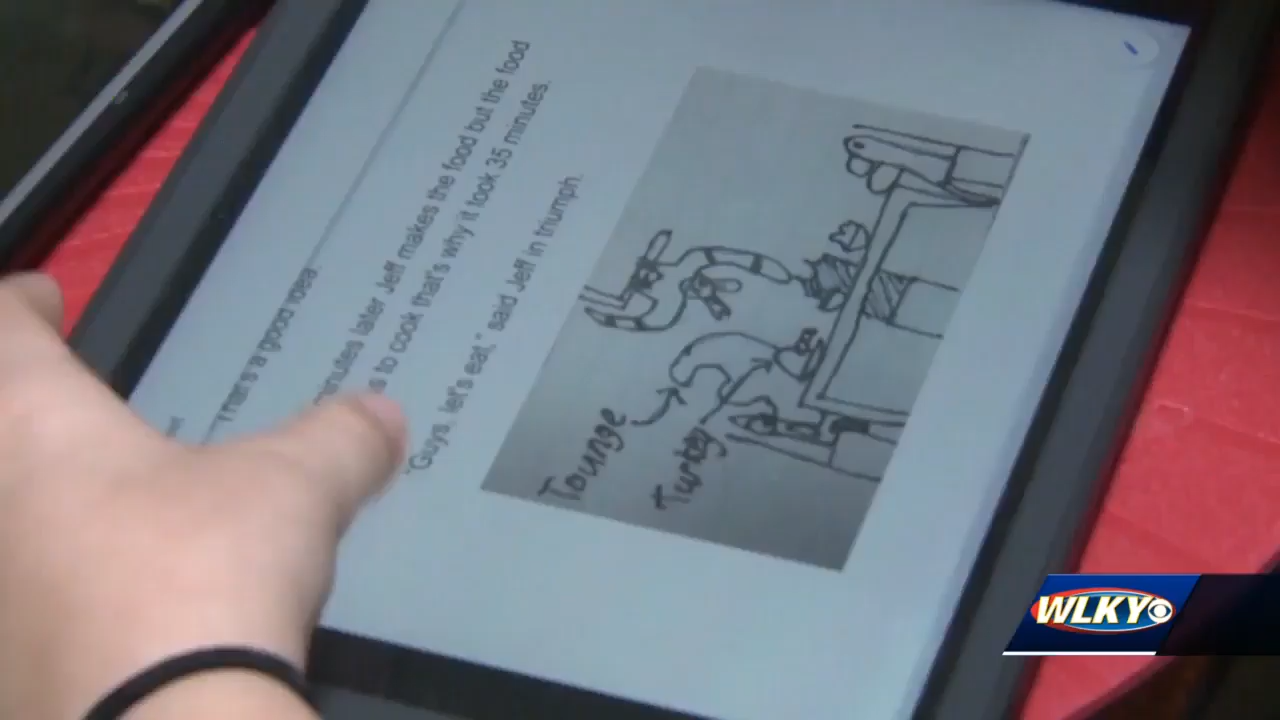 That's a good idea
minutes later Jeff makes the food but the food
to cook that's why it took 35 minutes.
"Guys, let's eat," said Jeff in triumph.
Tounge
Turkey
WLKY